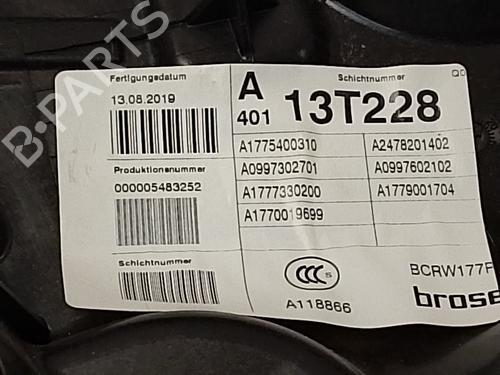 B-PARTS
Fertigungsdatum
13.08.2019
Produktionsnummer
000005483252
Schichtnummer
A
401
Schichtnummer
13T228
A1775400310 A2478201402
A0997302701 A0997602102
A1777330200 A1779001704
A1770019699
CCC S
A118866
BCRW177F
brose